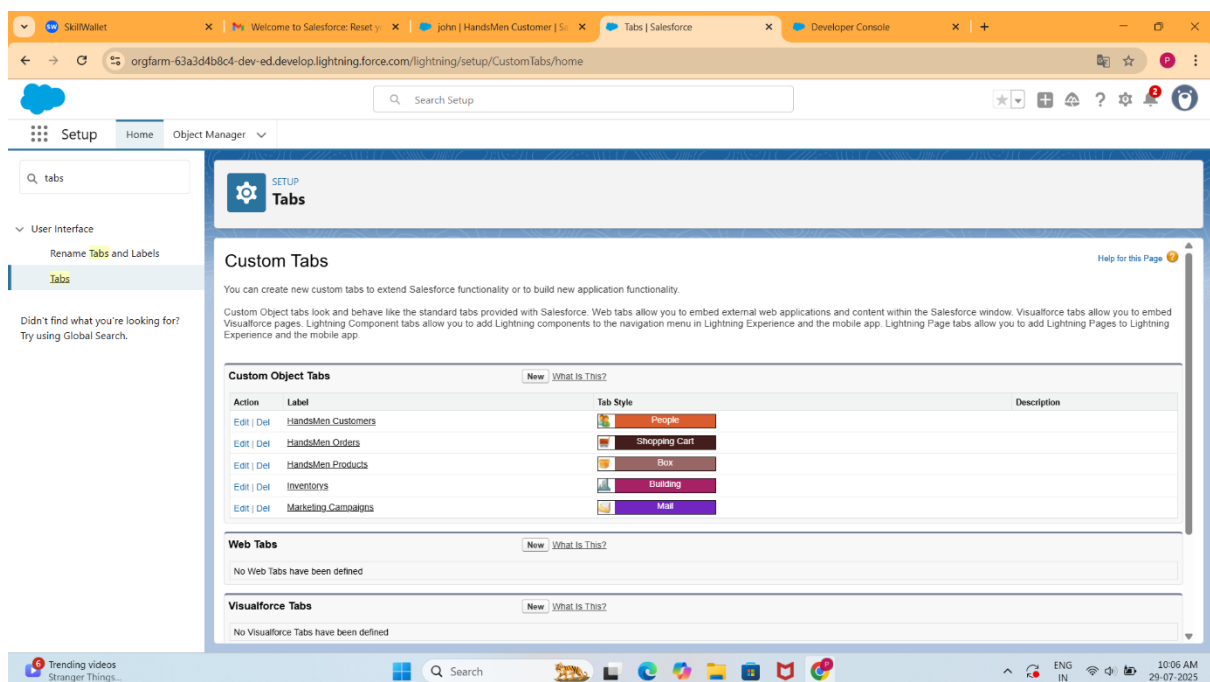 SkillWallet
Welcome to Salesforce: Reset y
john | HandsMen Customer | Sa
Tabs | Salesforce
Developer Console
orgfarm-63a3d4b8c4-dev-ed.develop.lightning.force.com/lightning/setup/CustomTabs/home
P
Search Setup
2
Setup
Home
Object Manager
tabs
User Interface
Rename Tabs and Labels
Tabs
Didn't find what you're looking for?
Try using Global Search.
SETUP
Tabs
Custom Tabs
Help for this Page
You can create new custom tabs to extend Salesforce functionality or to build new application functionality.
Custom Object tabs look and behave like the standard tabs provided with Salesforce. Web tabs allow you to embed external web applications and content within the Salesforce window. Visualforce tabs allow you to embed
Visualforce pages. Lightning Component tabs allow you to add Lightning components to the navigation menu in Lightning Experience and the mobile app. Lightning Page tabs allow you to add Lightning Pages to Lightning
Experience and the mobile app.
Custom Object Tabs New What Is This?
Action Label Tab Style Description
Edit | Del HandsMen Customers People
Edit | Del HandsMen Orders Shopping Cart
Edit | Del HandsMen Products Box
Edit | Del Inventorys Building
Edit | Del Marketing Campaigns Mail
Web Tabs New What Is This?
No Web Tabs have been defined
Visualforce Tabs New What Is This?
No Visualforce Tabs have been defined
6
Trending videos
Stranger Things...
Search
ENG
IN
10:06 AM
29-07-2025